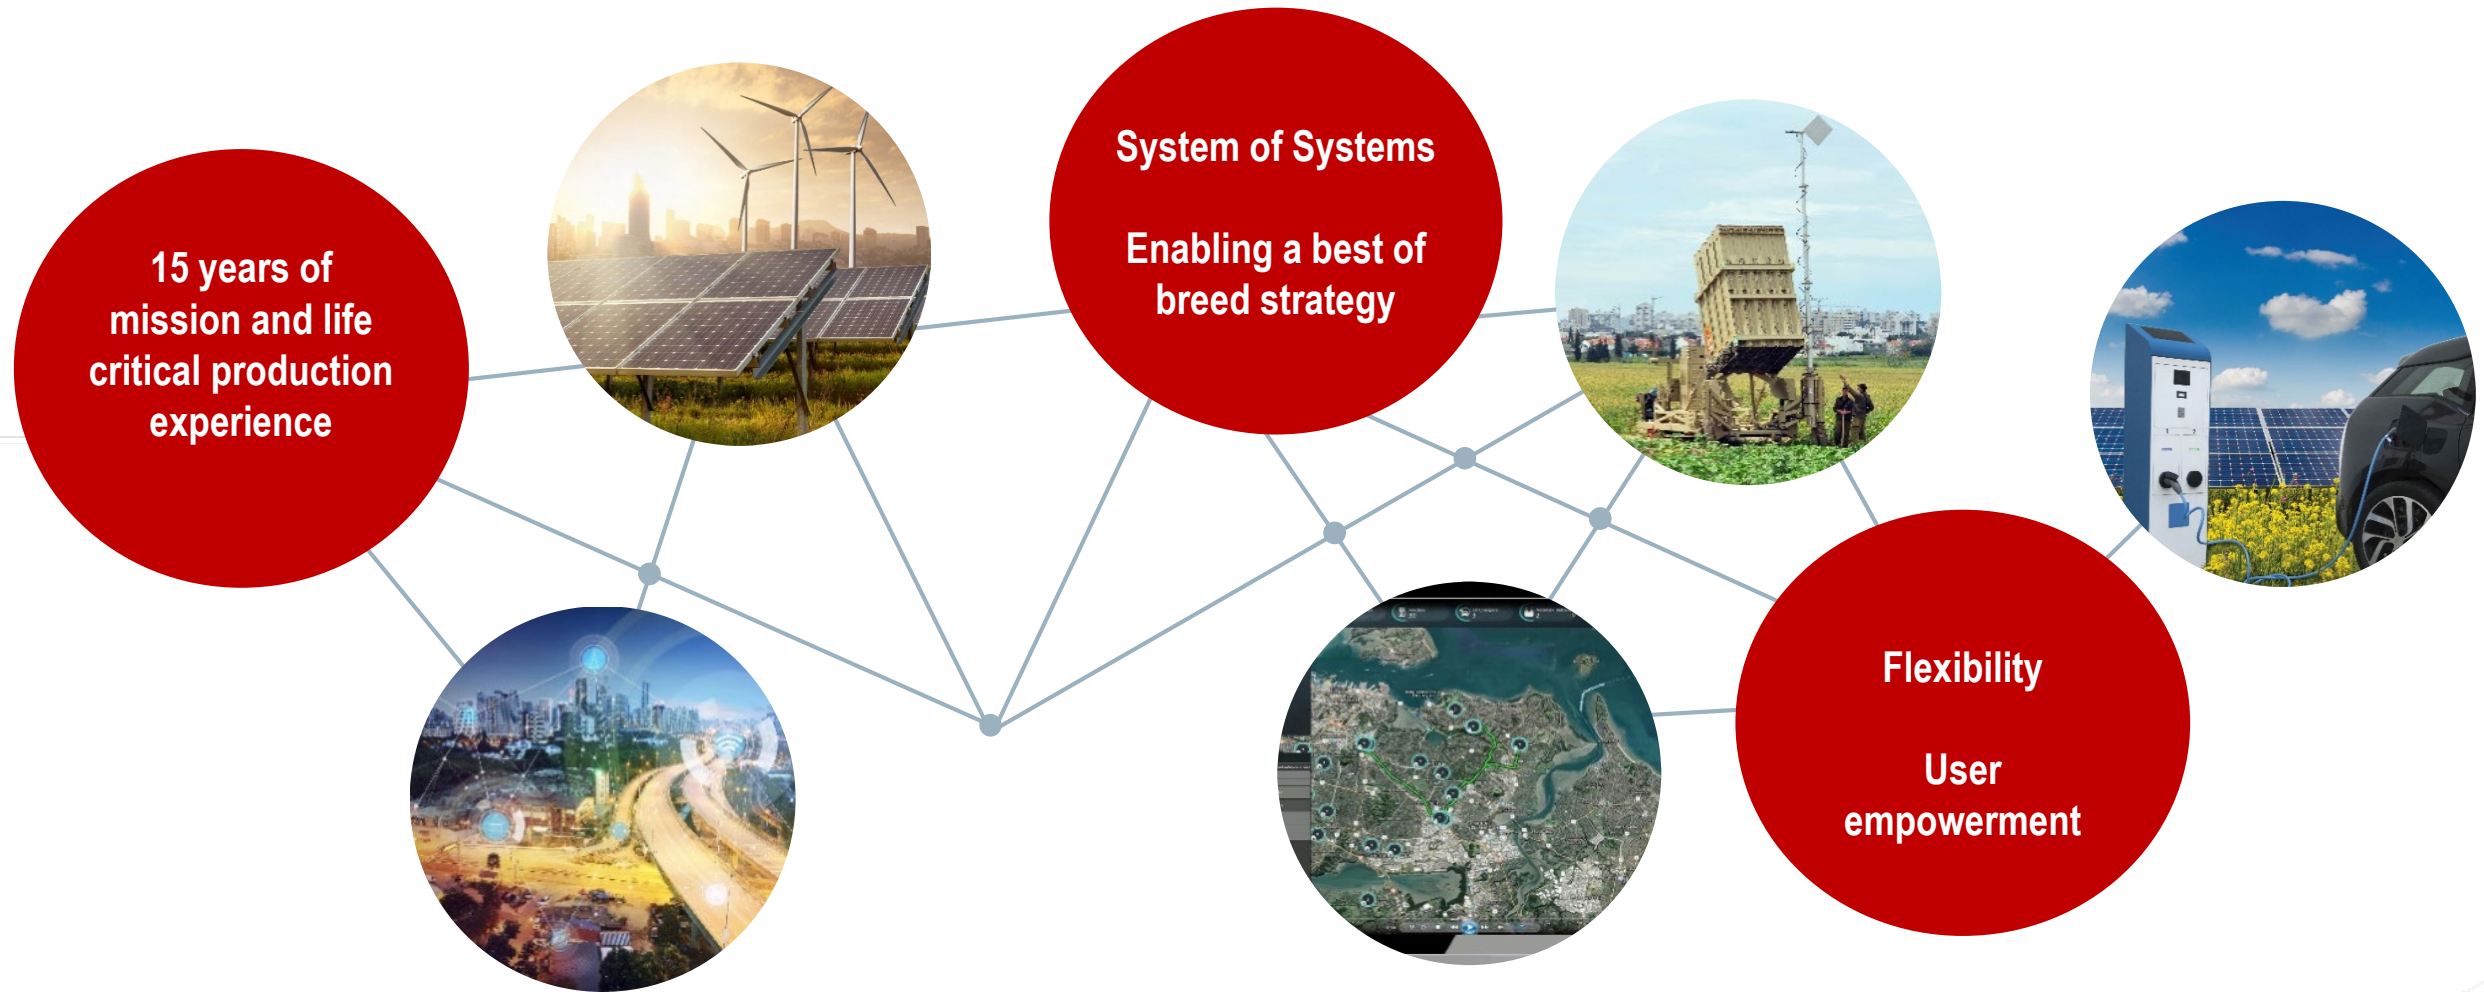 15 years of
mission and life
critical production
experience
System of Systems
Enabling a best of
breed strategy
Flexibility
User
empowerment